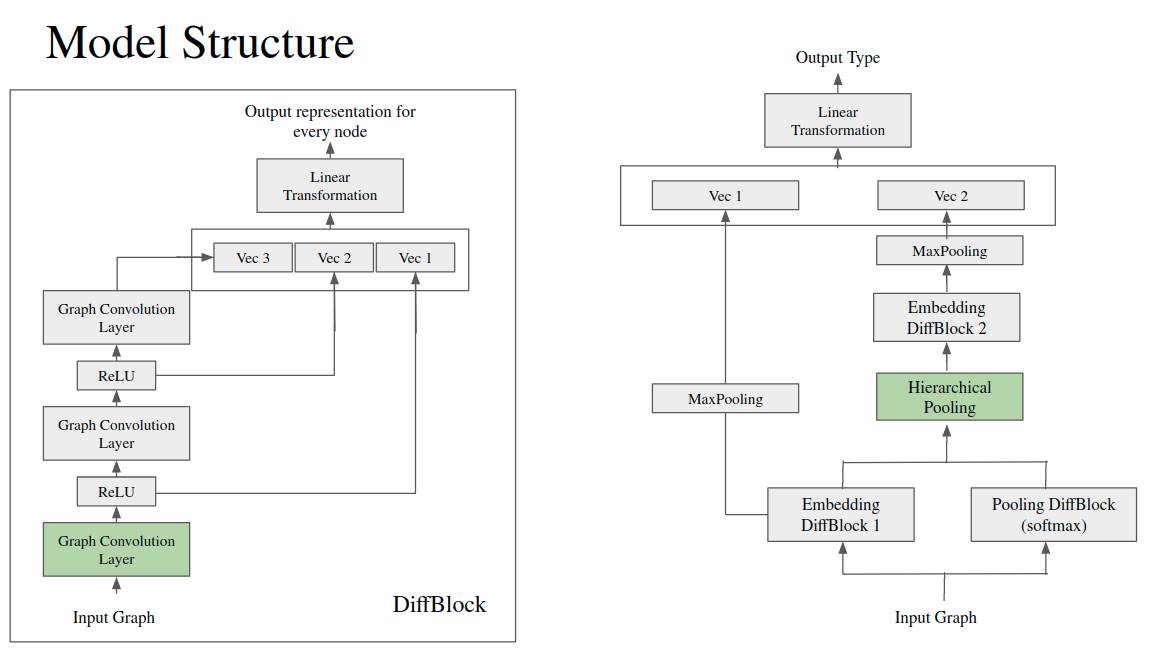 Model Structure
Output representation for
every node
Linear
Transformation
Vec 3
Vec 2
Vec 1
Graph Convolution
Layer
ReLU
Graph Convolution
Layer
ReLU
Graph Convolution
Layer
Input Graph
DiffBlock
Output Type
Linear
Transformation
Vec 1
Vec 2
MaxPooling
Embedding
DiffBlock 2
Hierarchical
Pooling
MaxPooling
Embedding
DiffBlock 1
Pooling DiffBlock
(softmax)
Input Graph